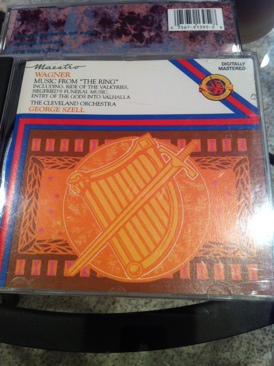 Maestro
WAGNER
MUSIC FROM "THE RING"
INCLUDING, RIDE OF THE VALKYRIES,
SIEGFRIED'S FUNERAL MUSIC,
ENTRY OF THE GODS INTO VALHALLA
THE CLEVELAND ORCHESTRA
GEORGE SZELL
DIGITALLY
MASTERED